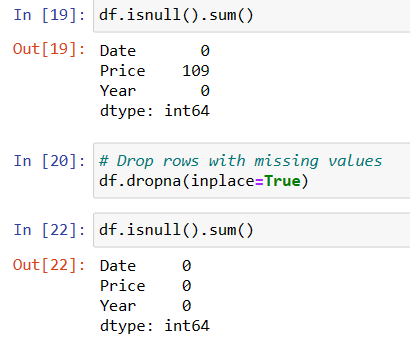 In [19]: df.isnull().sum()
Out[19]: Date 0
Price 109
Year 0
dtype: int64
In [20]: # Drop rows with missing values
df.dropna(inplace=True)
In [22]: df.isnull().sum()
Out[22]: Date 0
Price 0
Year 0
dtype: int64